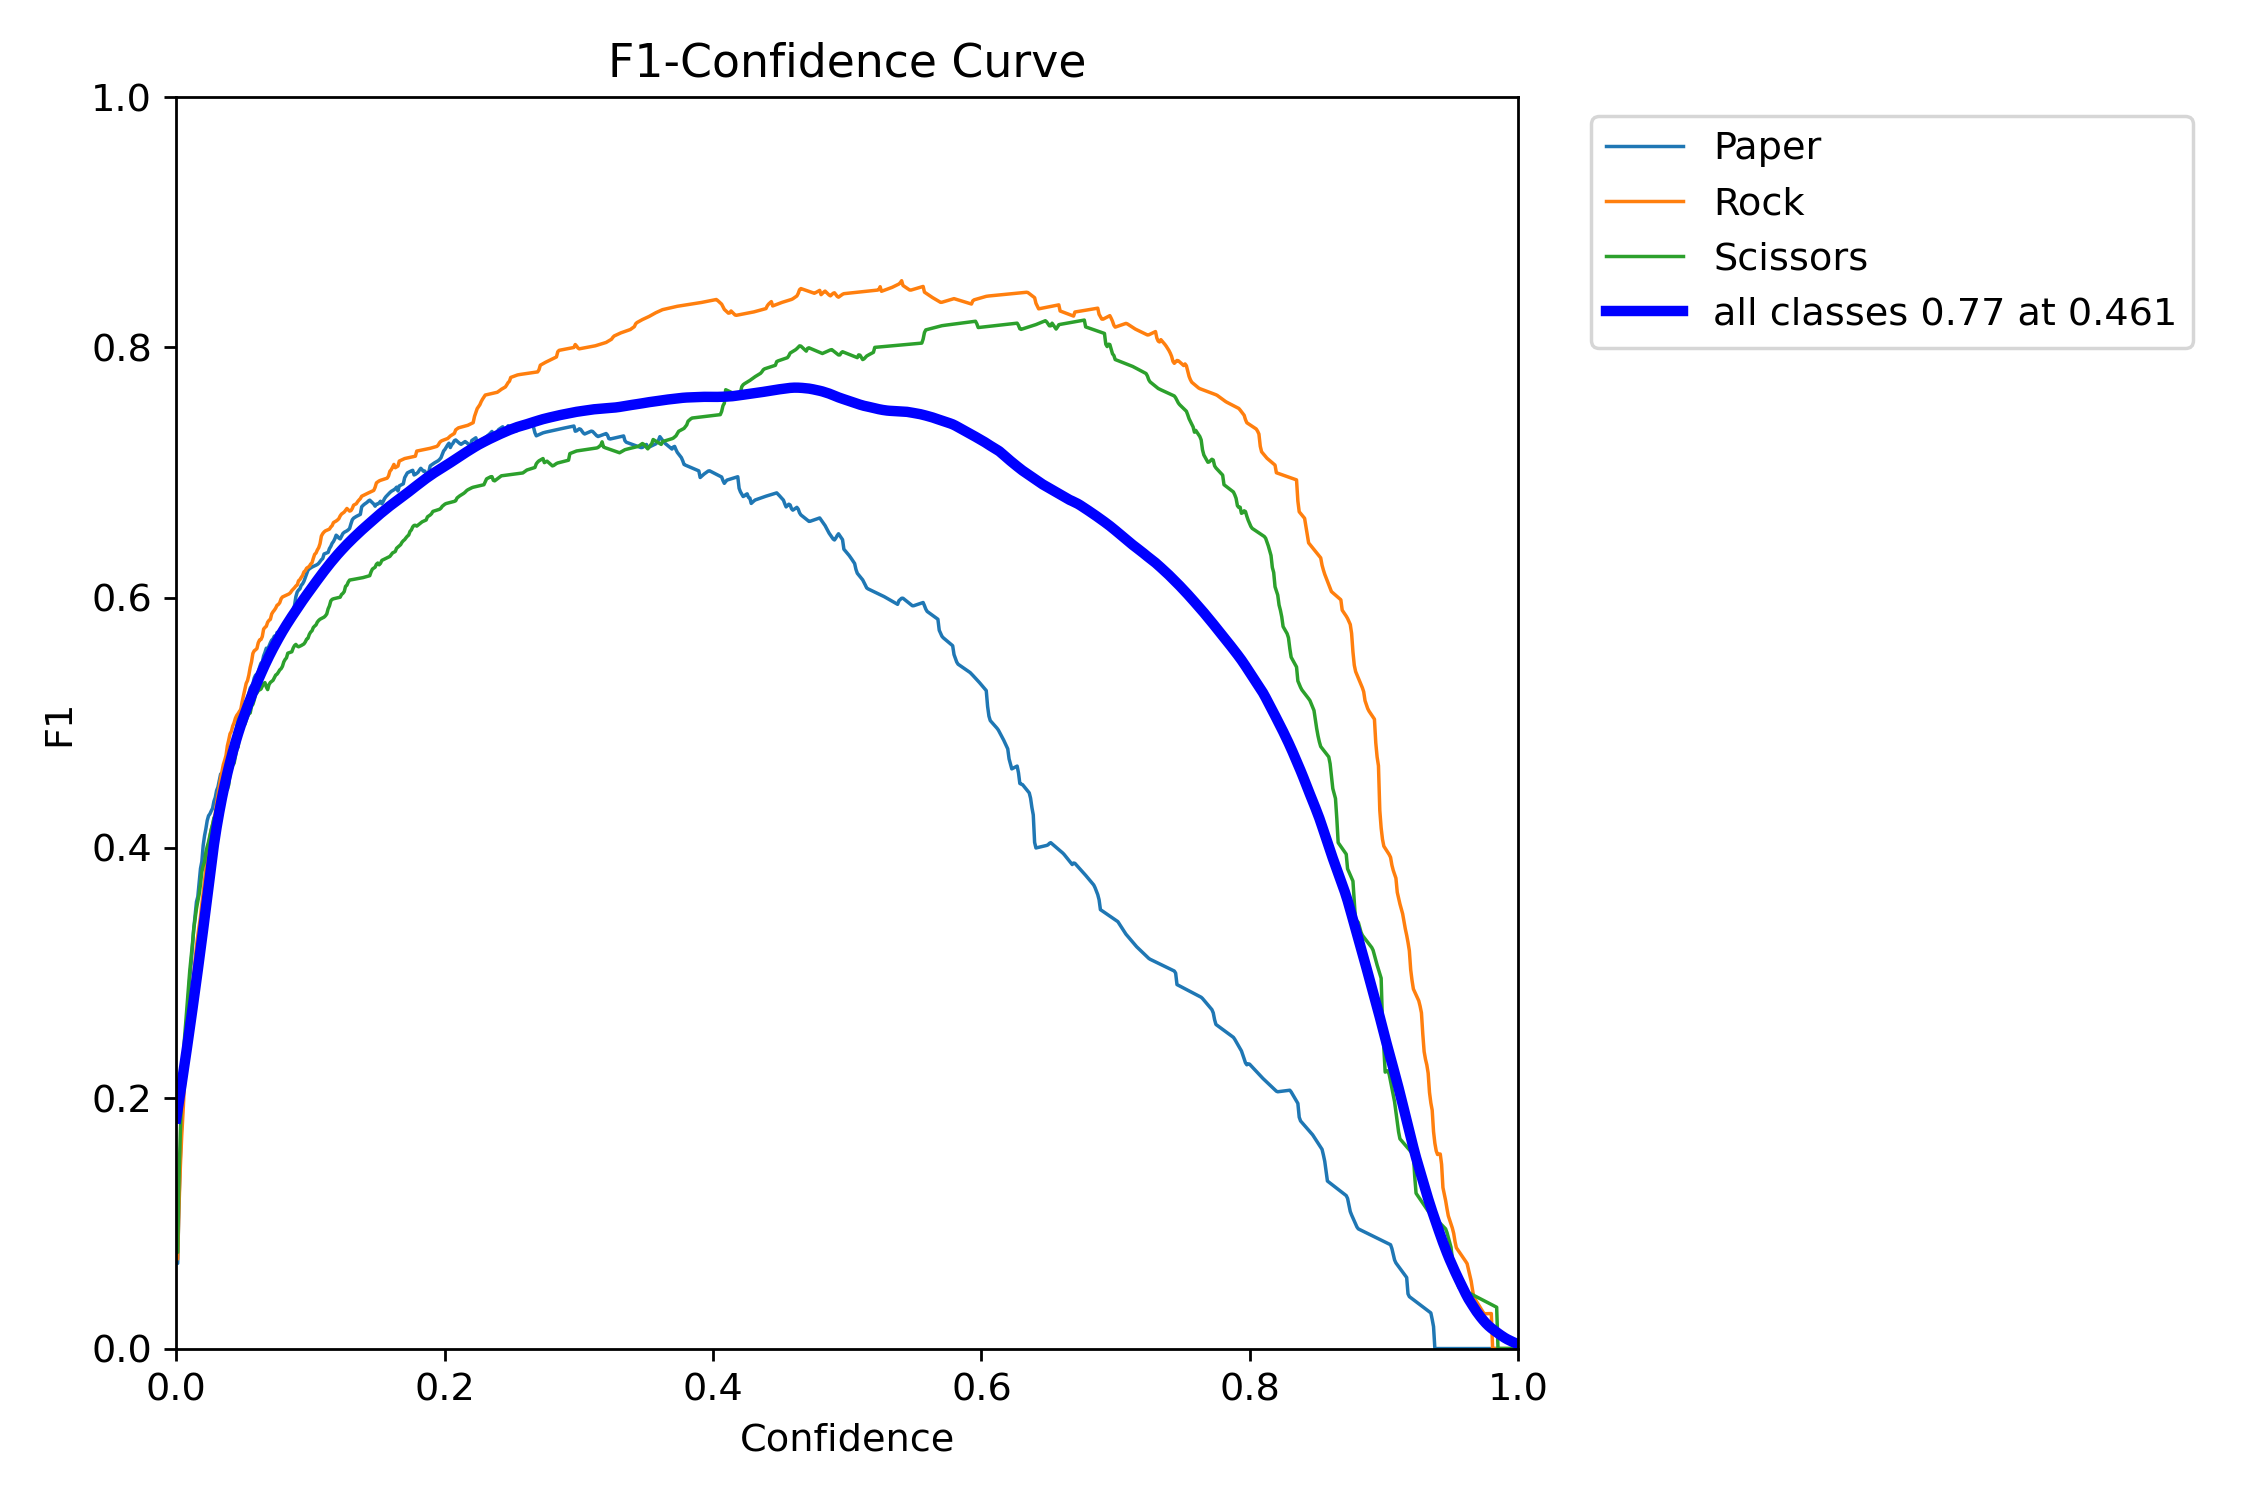 F1-Confidence Curve
1.0
0.8
0.6
0.4
0.2
0.0
F1
0.0 0.2 0.4 0.6 0.8 1.0
Confidence
Paper
Rock
Scissors
all classes 0.77 at 0.461